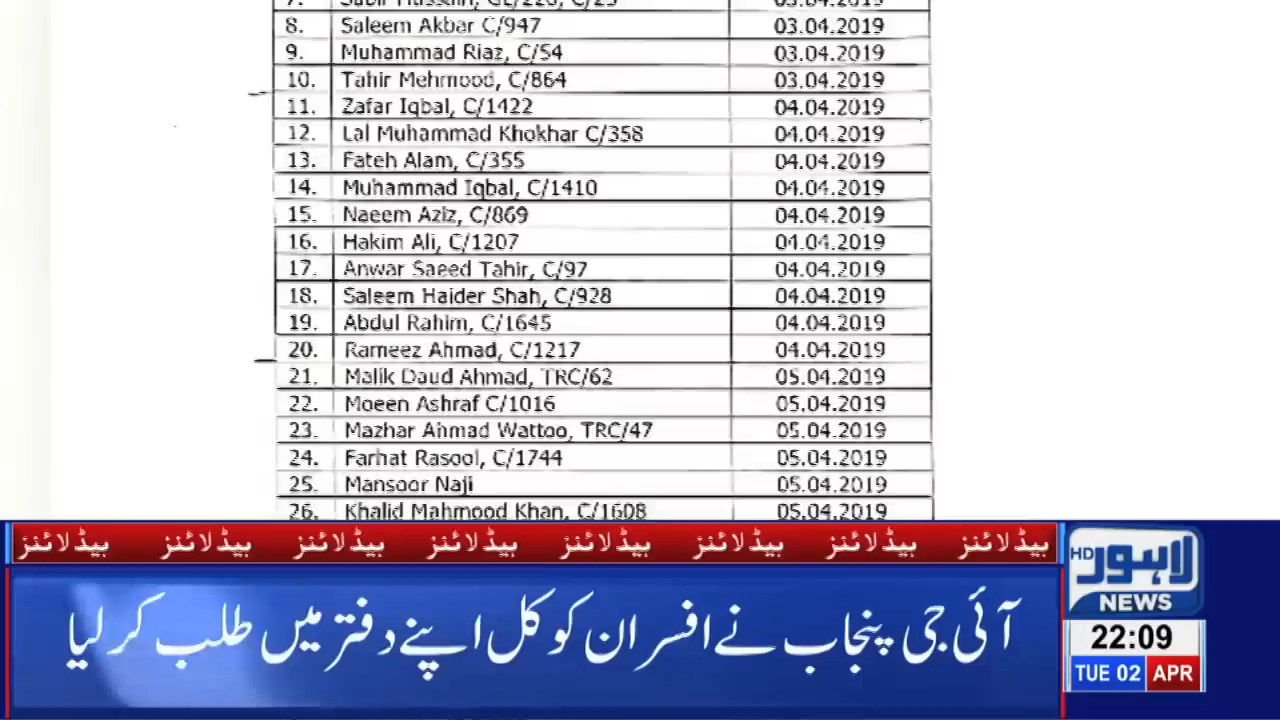 8. Saleem Akbar C/947 03.04.2019
9. Muhammad Riaz, C/54 03.04.2019
10. Tahir Mehmood, C/864 03.04.2019
11. Zafar Iqbal, C/1422 04.04.2019
12. Lal Muhammad Khokhar C/358 04.04.2019
13. Fateh Alam, C/355 04.04.2019
14. Muhammad Iqbal, C/1410 04.04.2019
15. Naeem Aziz, C/869 04.04.2019
16. Hakim Ali, C/1207 04.04.2019
17. Anwar Saeed Tahir, C/97 04.04.2019
18. Saleem Haider Shah, C/928 04.04.2019
19. Abdul Rahim, C/1645 04.04.2019
20. Rameez Ahmad, C/1217 04.04.2019
21. Malik Daud Ahmad, TRC/62 05.04.2019
22. Moeen Ashraf C/1016 05.04.2019
23. Mazhar Ahmad Wattoo, TRC/47 05.04.2019
24. Farhat Rasool, C/1744 05.04.2019
25. Mansoor Naji 05.04.2019
26. Khalid Mahmood Khan, C/1608 05.04.2019
ہیڈلائنز ہیڈلائنز ہیڈلائنز ہیڈلائنز ہیڈلائنز ہیڈلائنز ہیڈلائنز ہیڈلائنز
آئی جی پنجاب نے افسران کو کل اپنے دفتر میں طلب کر لیا
لاہور HD
NEWS
22:09
TUE 02 APR